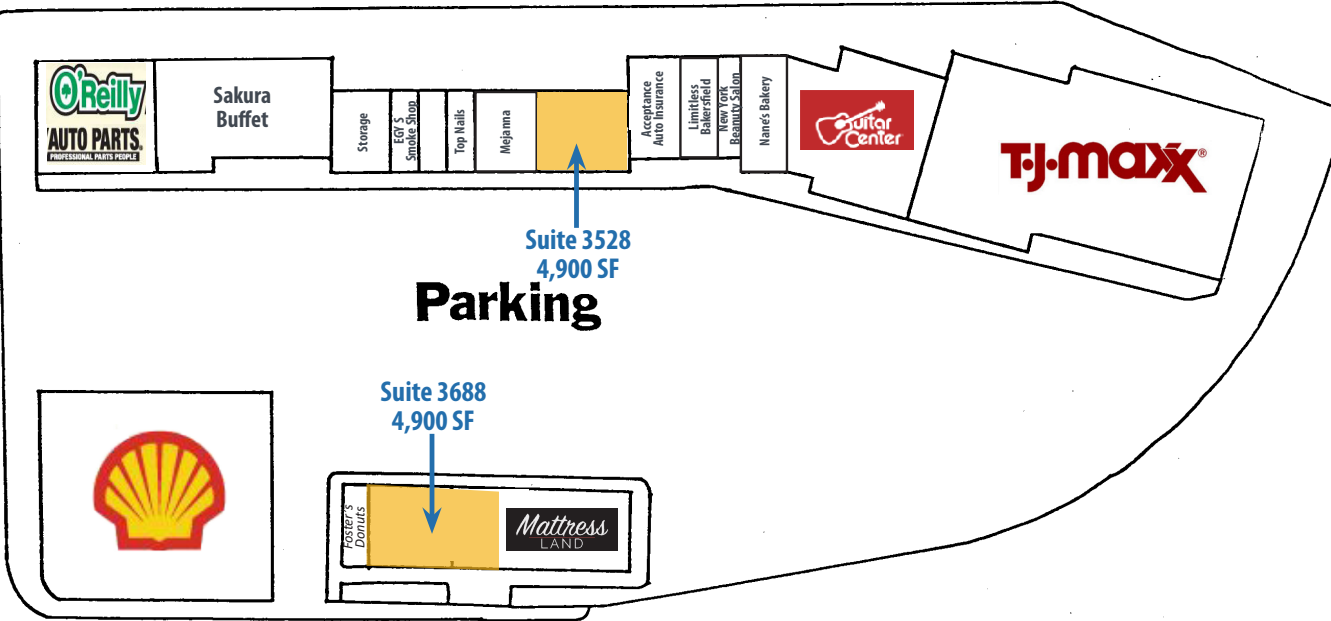 O'Reilly
AUTO PARTS.
PROFESSIONAL PARTS PEOPLE
Sakura
Buffet
Storage
EGY S
Smoke Shop
Top Nails
Mejanna
Acceptance
Auto Insurance
Limitless
Bakersfield
New York
Beanuty Salon
Nane's Bakery
Guitar
Center
T·J·maxx®
Suite 3528
4,900 SF
Parking
Suite 3688
4,900 SF
Foster's
Donuts
Mattress
LAND